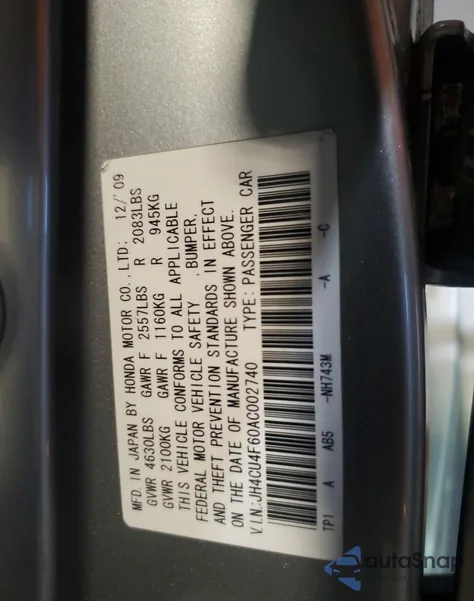 MFD. IN JAPAN BY HONDA MOTOR CO., LTD; 12/'09
GVWR 4630LBS GAWR F 2557LBS R 2083LBS
GVWR 2100KG GAWR F 1160KG R 945KG
THIS VEHICLE CONFORMS TO ALL APPLICABLE
FEDERAL MOTOR VEHICLE SAFETY , BUMPER,
AND THEFT PREVENTION STANDARDS IN EFFECT
ON THE DATE OF MANUFACTURE SHOWN ABOVE.
V.I.N:JH4CU4F60AC002740 TYPE: PASSENGER CAR
TP1 A AB5 -NH743M -A -C
autoSnap